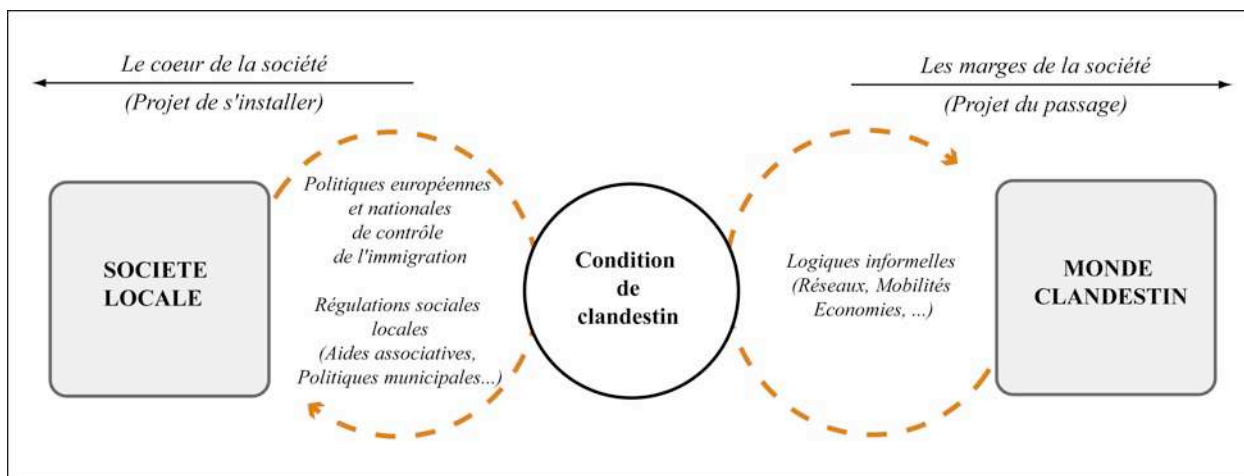 Le coeur de la société
(Projet de s'installer)
Les marges de la société
(Projet du passage)
SOCIETE
LOCALE
Politiques européennes
et nationales
de contrôle
de l'immigration
Régulations sociales
locales
(Aides associatives,
Politiques municipales...)
Condition
de
clandestin
Logiques informelles
(Réseaux, Mobilités
Economies, ...)
MONDE
CLANDESTIN